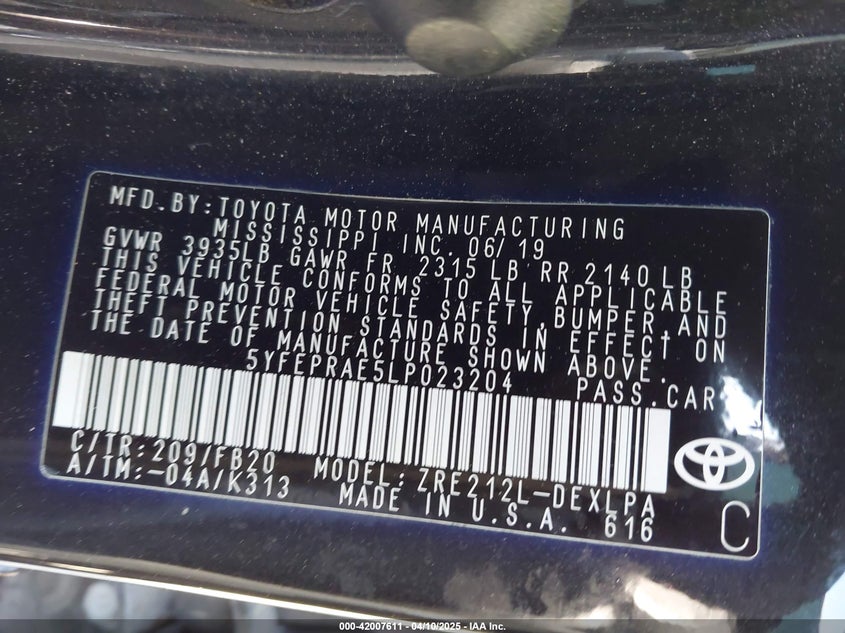 MFD.BY:TOYOTA MOTOR MANUFACTURING
MISSISSIPPI INC. 06/19
GVWR 3935LB GAWR FR 2315 LB RR 2140LB
THIS VEHICLE CONFORMS TO ALL APPLICABLE
FEDERAL MOTOR VEHICLE SAFETY,BUMPER,AND
THEFT PREVENTION STANDARDS IN EFFECT ON
THE DATE OF MANUFACTURE SHOWN ABOVE.
5YFEPRAE5LP023204 PASS.CAR
C/TR:209/FB20 MODEL:ZRE212L-DEXLPA
A/TM:-04A/K313 MADE IN U.S.A. 616
C
000-42007611 - 04/10/2025 - IAA Inc.